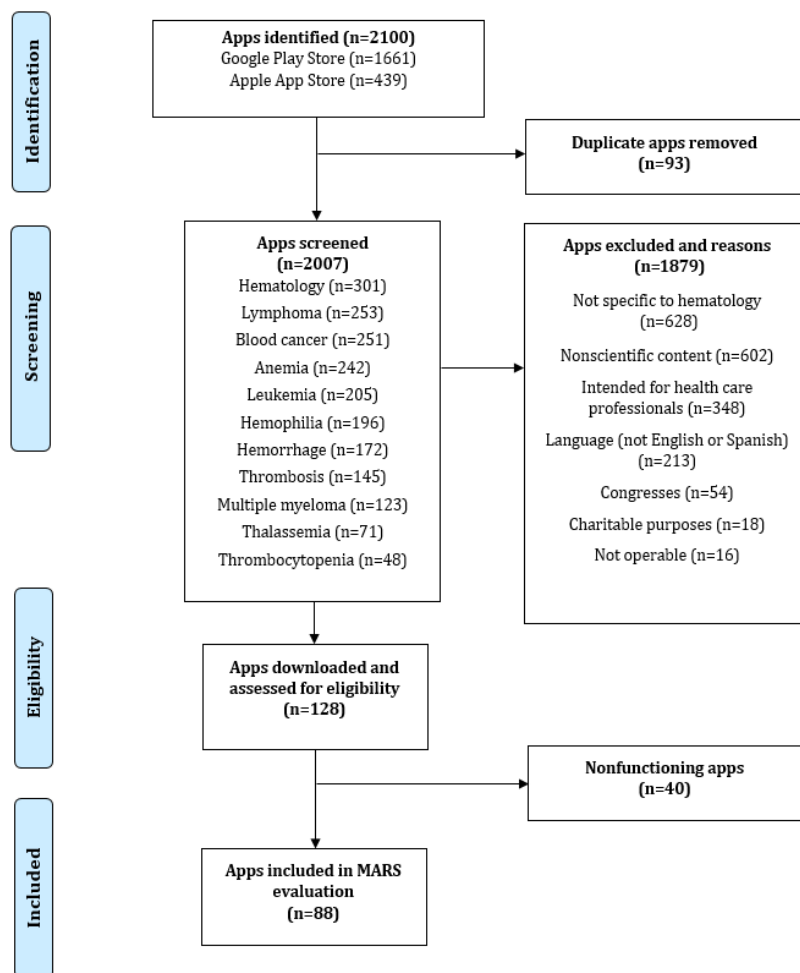 Identification
Apps identified (n=2100)
Google Play Store (n=1661)
Apple App Store (n=439)
Duplicate apps removed
(n=93)
Screening
Apps screened
(n=2007)
Hematology (n=301)
Lymphoma (n=253)
Blood cancer (n=251)
Anemia (n=242)
Leukemia (n=205)
Hemophilia (n=196)
Hemorrhage (n=172)
Thrombosis (n=145)
Multiple myeloma (n=123)
Thalassemia (n=71)
Thrombocytopenia (n=48)
Apps excluded and reasons
(n=1879)
Not specific to hematology
(n=628)
Nonscientific content (n=602)
Intended for health care
professionals (n=348)
Language (not English or Spanish)
(n=213)
Congresses (n=54)
Charitable purposes (n=18)
Not operable (n=16)
Eligibility
Apps downloaded and
assessed for eligibility
(n=128)
Nonfunctioning apps
(n=40)
Included
Apps included in MARS
evaluation
(n=88)